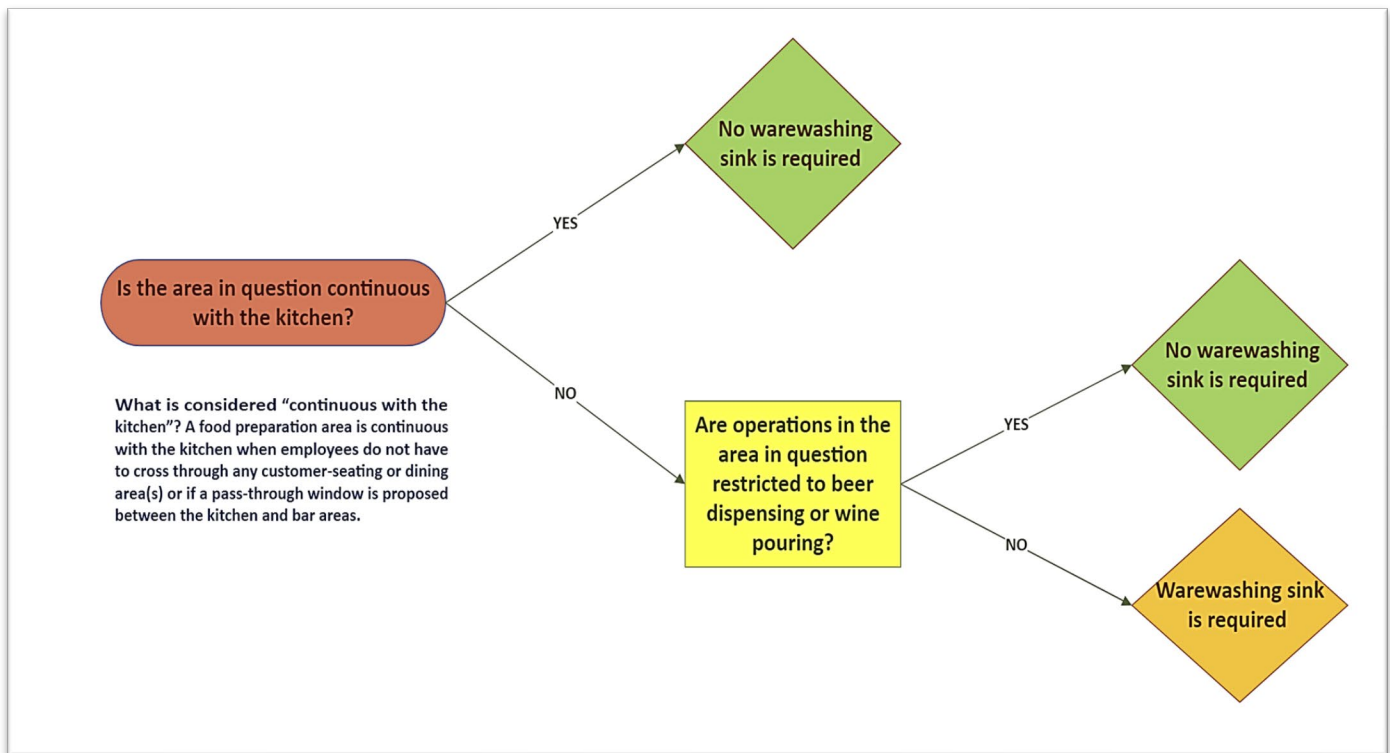 No warewashing
sink is required
YES
Is the area in question continuous
with the kitchen?
NO
What is considered “continuous with the
kitchen”? A food preparation area is continuous
with the kitchen when employees do not have
to cross through any customer-seating or dining
area(s) or if a pass-through window is proposed
between the kitchen and bar areas.
Are operations in the
area in question
restricted to beer
dispensing or wine
pouring?
YES
No warewashing
sink is required
NO
Warewashing sink
is required